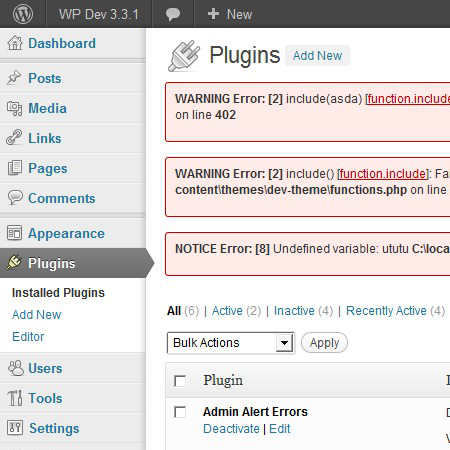 WP Dev 3.3.1
+ New
Dashboard
Posts
Media
Links
Pages
Comments
Appearance
Plugins
Installed Plugins
Add New
Editor
Users
Tools
Settings
Plugins Add New
WARNING Error: [2] include(asda) [function.include
on line 402
WARNING Error: [2] include() [function.include]: Fa
content\themes\dev-theme\functions.php on line
NOTICE Error: [8] Undefined variable: ututu C:\loca
All (6) | Active (2) | Inactive (4) | Recently Active (4)
Bulk Actions Apply
Plugin
Admin Alert Errors
Deactivate | Edit